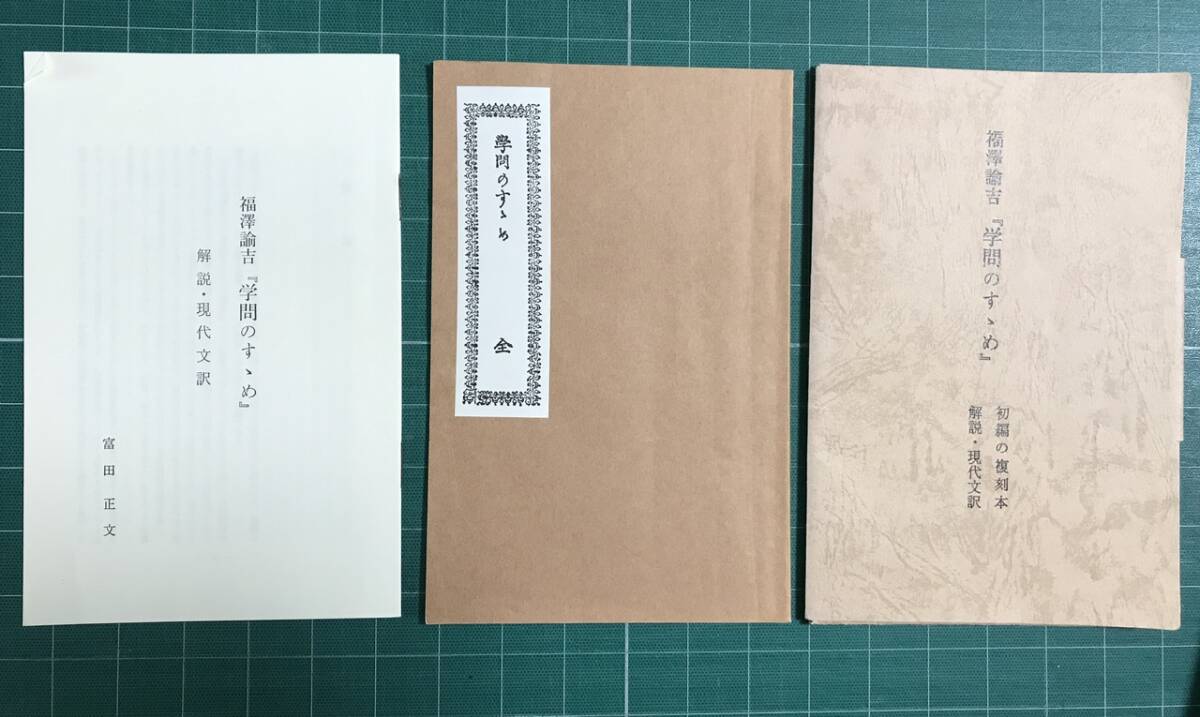 福澤諭吉『学問のすゝめ』
解説・現代文訳
富田正文
學問のすゝめ
全
福澤諭吉『学問のすゝめ』
初編の複刻本
解説・現代文訳